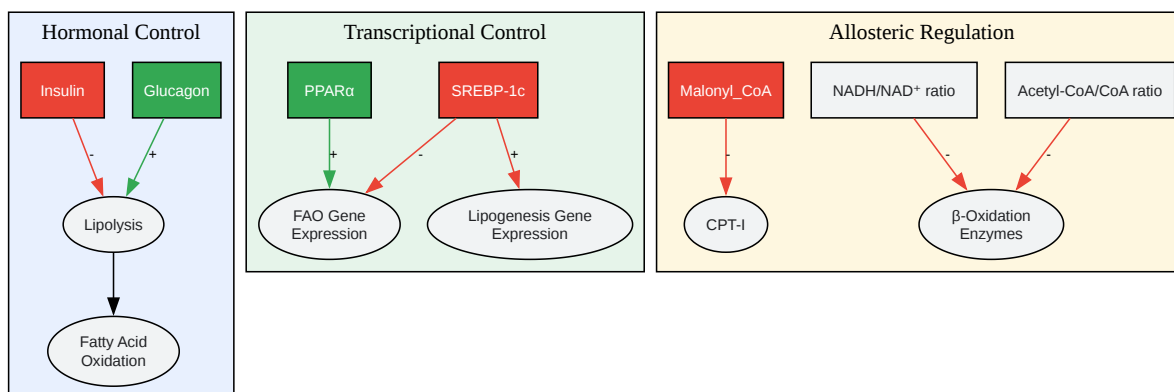 Hormonal Control
Insulin
Glucagon
-
+
Lipolysis
Fatty Acid
Oxidation
Transcriptional Control
PPARα
SREBP-1c
+
-
+
FAO Gene
Expression
Lipogenesis Gene
Expression
Allosteric Regulation
Malonyl_CoA
NADH/NAD⁺ ratio
Acetyl-CoA/CoA ratio
-
-
-
CPT-I
β-Oxidation
Enzymes